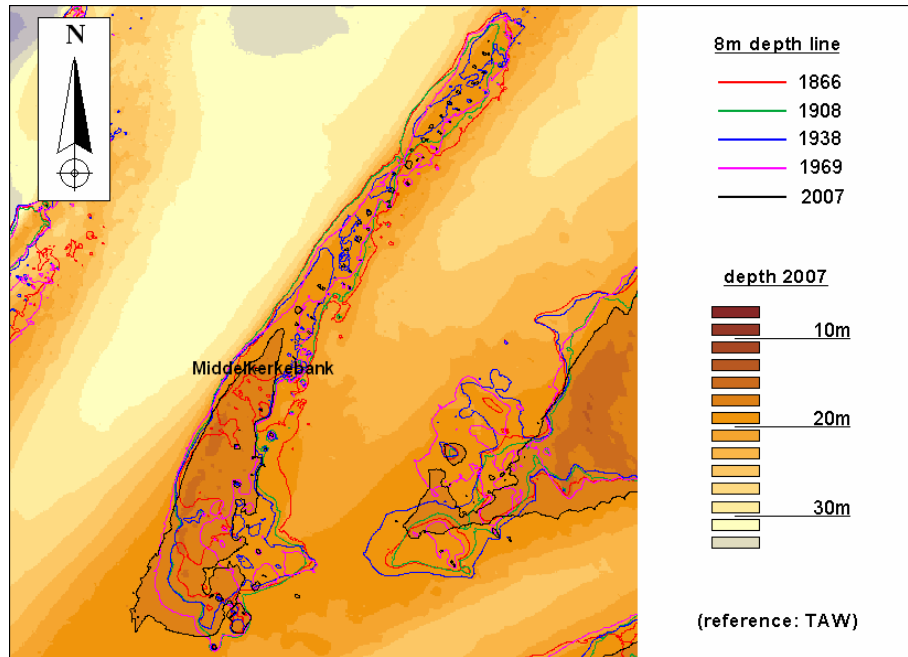 N
Middelkerkebank
8m depth line
1866
1908
1938
1969
2007
depth 2007
10m
20m
30m
(reference: TAW)